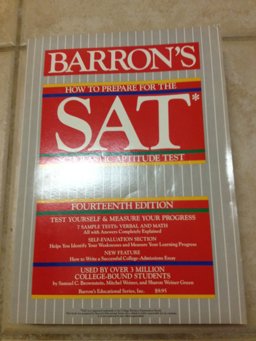 BARRON'S
HOW TO PREPARE FOR THE
SAT*
APTITUDE TEST
FOURTEENTH EDITION
TEST YOURSELF & MEASURE YOUR PROGRESS
7 SAMPLE TESTS: VERBAL AND MATH
All with Answers Completely Explained
SELF-EVALUATION SECTION
Helps You Identify Your Weaknesses and Measure Your Learning Progress
NEW FEATURE
How to Write a Successful College-Admissions Essay
USED BY OVER 3 MILLION
COLLEGE-BOUND STUDENTS
by Samuel C. Brownstein, Mitchel Weiner, and Sharon Weiner Green
Barron's Educational Series, Inc. $9.95